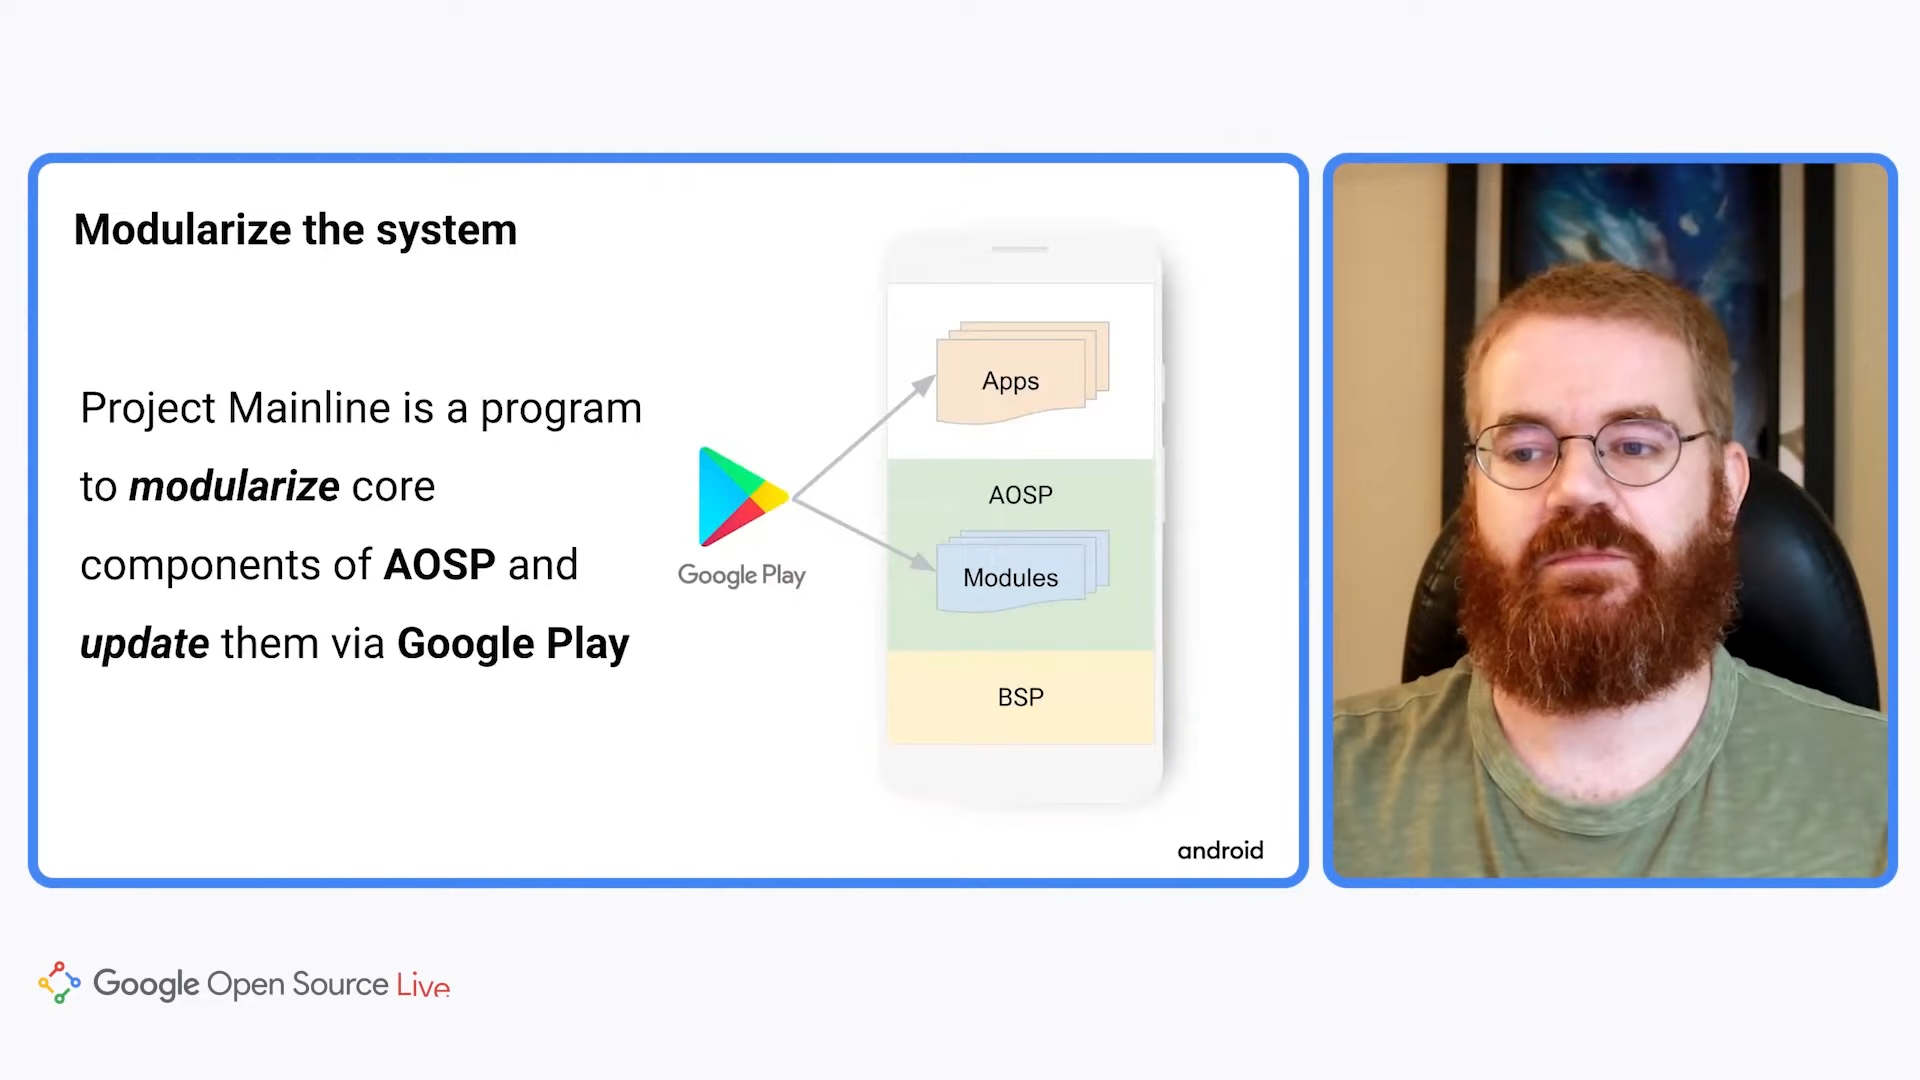 Modularize the system
Project Mainline is a program
to modularize core
components of AOSP and
update them via Google Play
Google Play
Apps
AOSP
Modules
BSP
android
Google Open Source Live